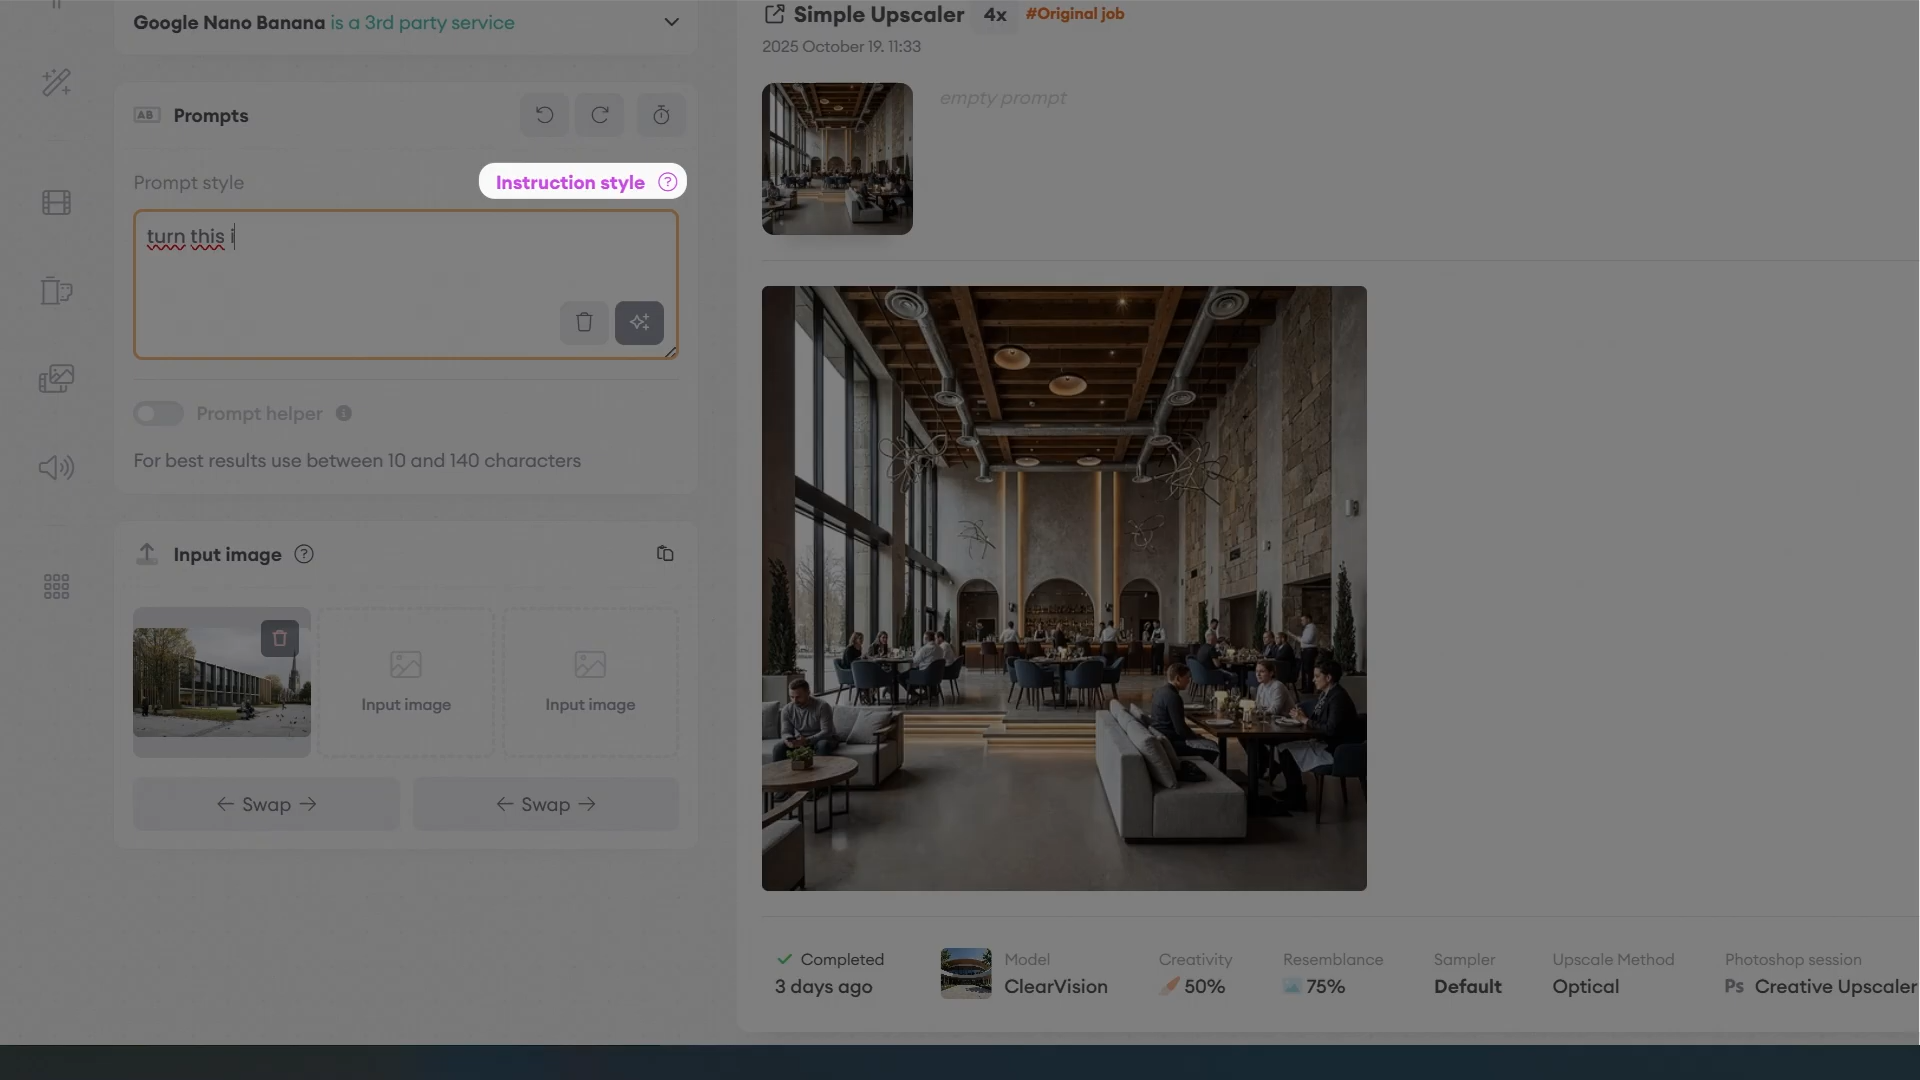 Google Nano Banana is a 3rd party service
AB Prompts
Prompt style
Instruction style ?
turn this i
Prompt helper
For best results use between 10 and 140 characters
Input image ?
Input image
Input image
← Swap →
← Swap →
Simple Upscaler 4x #Original job
2025 October 19. 11:33
empty prompt
Completed
3 days ago
Model
ClearVision
Creativity
50%
Resemblance
75%
Sampler
Default
Upscale Method
Optical
Photoshop session
Ps Creative Upscaler